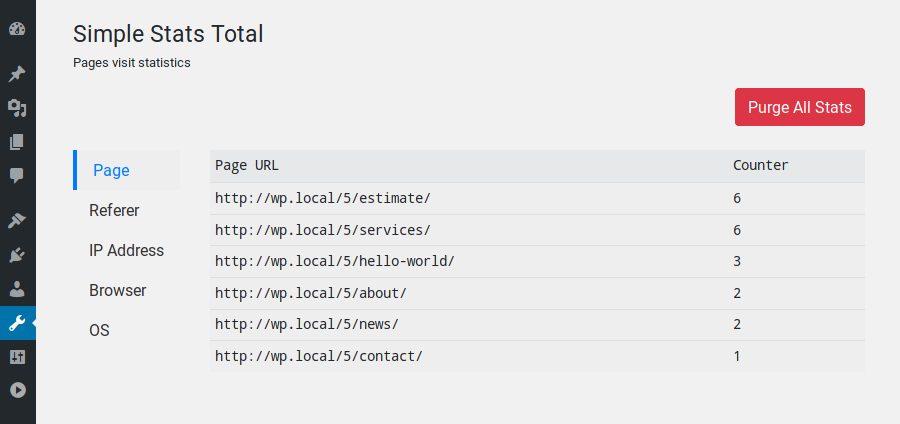 Simple Stats Total
Pages visit statistics
Purge All Stats
Page
Referer
IP Address
Browser
OS
Page URL Counter
http://wp.local/5/estimate/ 6
http://wp.local/5/services/ 6
http://wp.local/5/hello-world/ 3
http://wp.local/5/about/ 2
http://wp.local/5/news/ 2
http://wp.local/5/contact/ 1